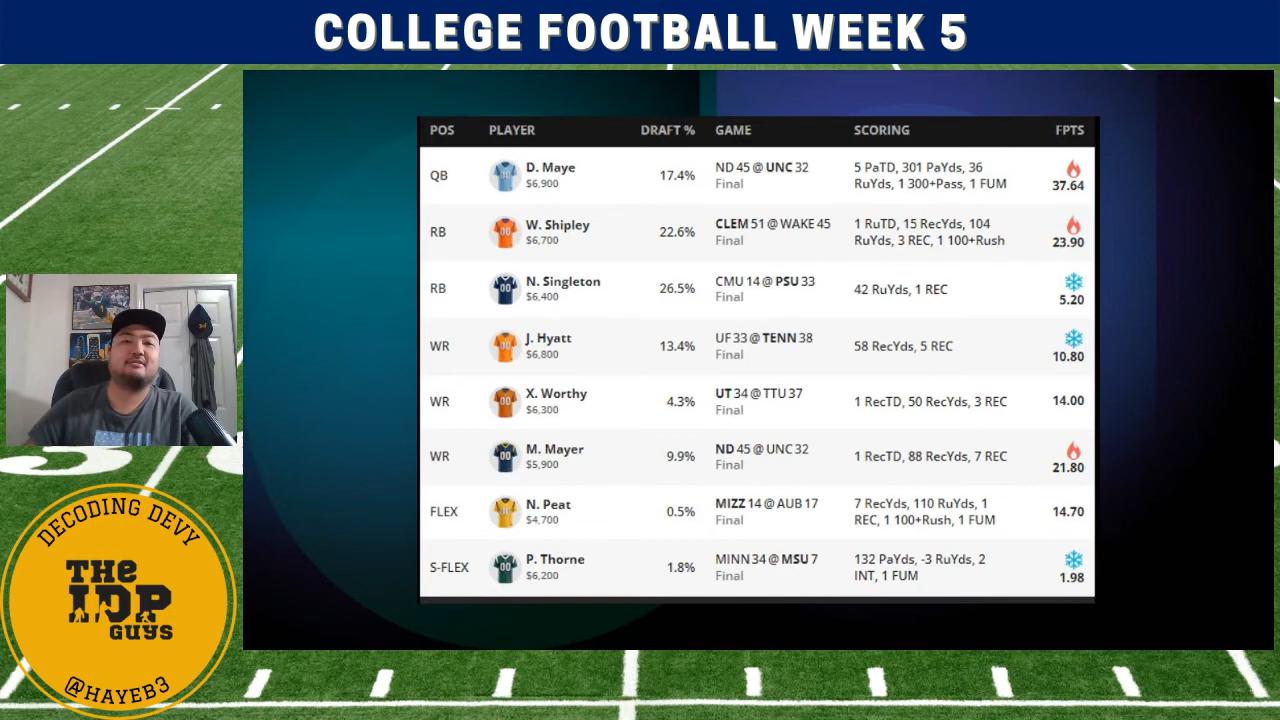 COLLEGE FOOTBALL WEEK 5
POS PLAYER DRAFT % GAME SCORING FPTS
QB D. Maye $6,900 17.4% ND 45 @ UNC 32 Final 5 PaTD, 301 PaYds, 36 RuYds, 1 300+Pass, 1 FUM 37.64
RB W. Shipley $6,700 22.6% CLEM 51 @ WAKE 45 Final 1 RuTD, 15 RecYds, 104 RuYds, 3 REC, 1 100+Rush 23.90
RB N. Singleton $6,400 26.5% CMU 14 @ PSU 33 Final 42 RuYds, 1 REC 5.20
WR J. Hyatt $6,800 13.4% UF 33 @ TENN 38 Final 58 RecYds, 5 REC 10.80
WR X. Worthy $6,300 4.3% UT 34 @ TTU 37 Final 1 RecTD, 50 RecYds, 3 REC 14.00
WR M. Mayer $5,900 9.9% ND 45 @ UNC 32 Final 1 RecTD, 88 RecYds, 7 REC 21.80
FLEX N. Peat $4,700 0.5% MIZZ 14 @ AUB 17 Final 7 RecYds, 110 RuYds, 1 REC, 1 100+Rush, 1 FUM 14.70
S-FLEX P. Thorne $6,200 1.8% MINN 34 @ MSU 7 Final 132 PaYds, -3 RuYds, 2 INT, 1 FUM 1.98
DECODING DEVY
THE
IDP
GUYS
@HAYEB3